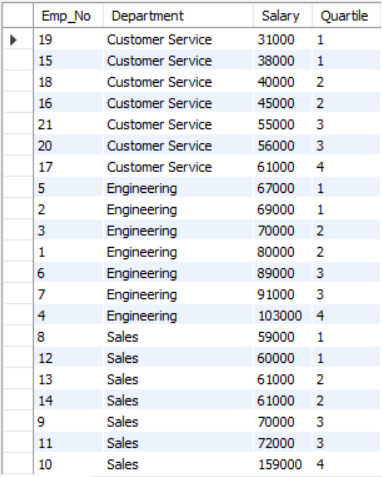 Emp_No Department Salary Quartile
19 Customer Service 31000 1
15 Customer Service 38000 1
18 Customer Service 40000 2
16 Customer Service 45000 2
21 Customer Service 55000 3
20 Customer Service 56000 3
17 Customer Service 61000 4
5 Engineering 67000 1
2 Engineering 69000 1
3 Engineering 70000 2
1 Engineering 80000 2
6 Engineering 89000 3
7 Engineering 91000 3
4 Engineering 103000 4
8 Sales 59000 1
12 Sales 60000 1
13 Sales 61000 2
14 Sales 61000 2
9 Sales 70000 3
11 Sales 72000 3
10 Sales 159000 4